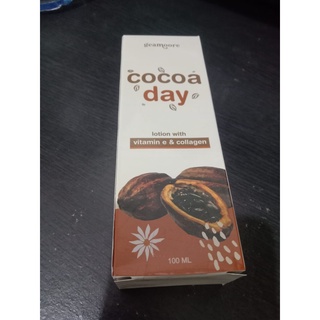 cocoa
day
lotion with
vitamin e & collagen
100 ML